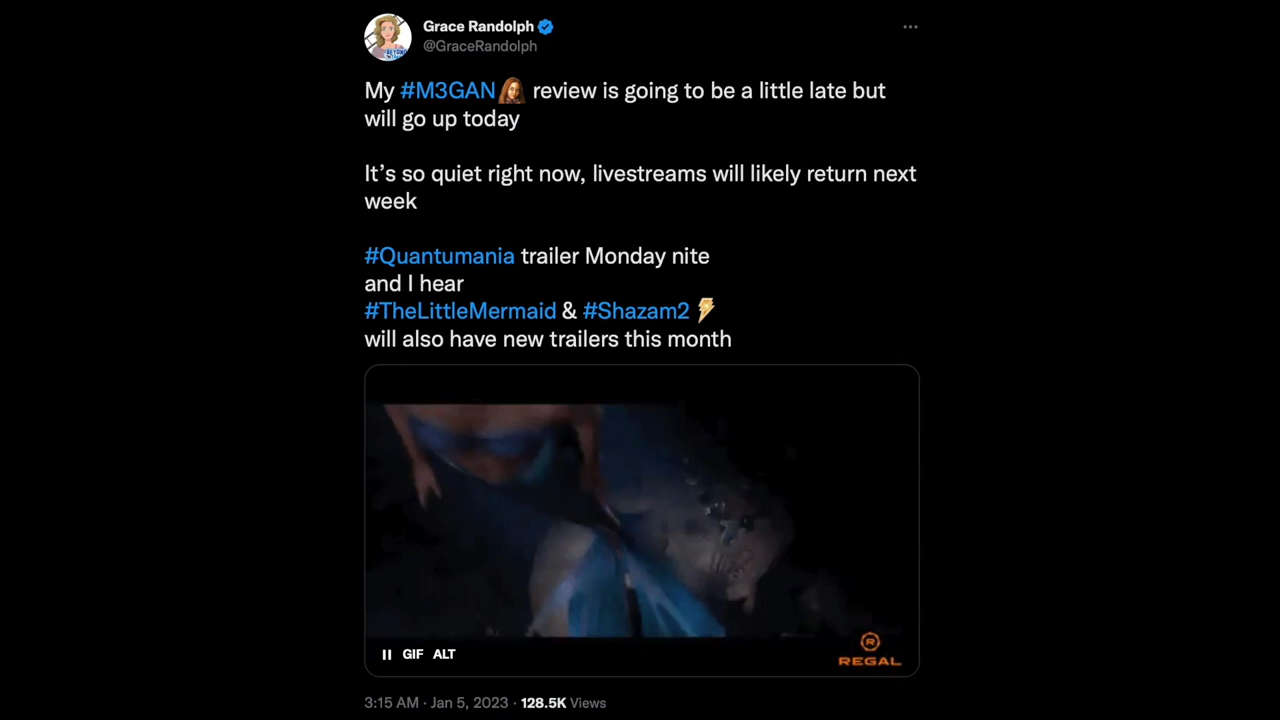 Grace Randolph
@GraceRandolph
My #M3GAN review is going to be a little late but
will go up today
It’s so quiet right now, livestreams will likely return next
week
#Quantumania trailer Monday nite
and I hear
#TheLittleMermaid & #Shazam2
will also have new trailers this month
R
REGAL
GIF ALT
3:15 AM · Jan 5, 2023 · 128.5K Views